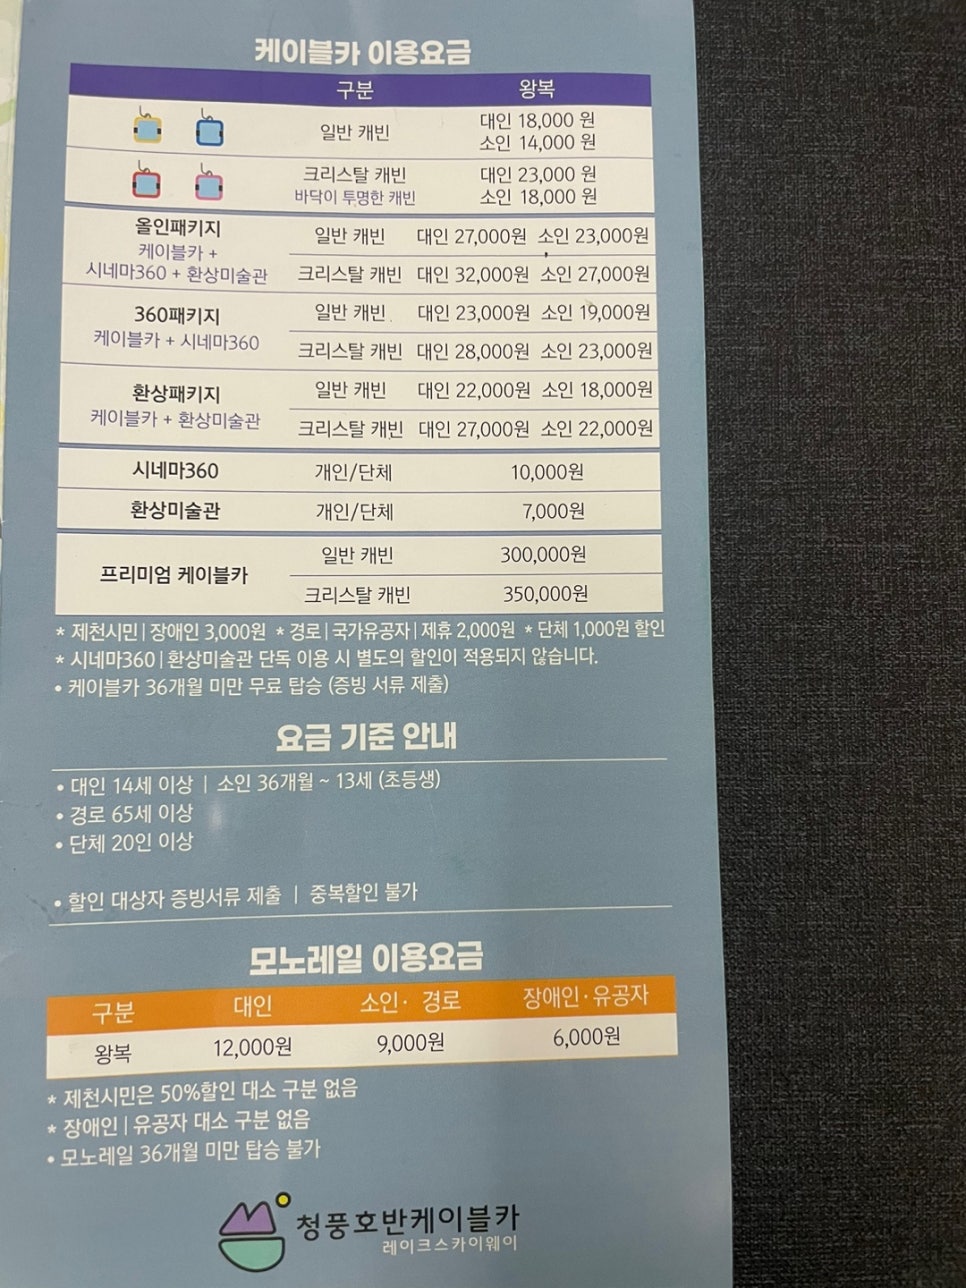 케이블카 이용요금
구분 왕복
일반 캐빈 대인 18,000 원
소인 14,000 원
크리스탈 캐빈 대인 23,000 원
바닥이 투명한 캐빈 소인 18,000 원
올인패키지
케이블카 +
시네마360 + 환상미술관
일반 캐빈 대인 27,000원 소인 23,000원
크리스탈 캐빈 대인 32,000원 소인 27,000원
360패키지
케이블카 + 시네마360
일반 캐빈 대인 23,000원 소인 19,000원
크리스탈 캐빈 대인 28,000원 소인 23,000원
환상패키지
케이블카 + 환상미술관
일반 캐빈 대인 22,000원 소인 18,000원
크리스탈 캐빈 대인 27,000원 소인 22,000원
시네마360 개인/단체 10,000원
환상미술관 개인/단체 7,000원
프리미엄 케이블카
일반 캐빈 300,000원
크리스탈 캐빈 350,000원
* 제천시민 | 장애인 3,000원 * 경로 | 국가유공자 | 제휴 2,000원 * 단체 1,000원 할인
* 시네마360 | 환상미술관 단독 이용 시 별도의 할인이 적용되지 않습니다.
• 케이블카 36개월 미만 무료 탑승 (증빙 서류 제출)
요금 기준 안내
• 대인 14세 이상 | 소인 36개월 ~ 13세 (초등생)
• 경로 65세 이상
• 단체 20인 이상
• 할인 대상자 증빙서류 제출 | 중복할인 불가
모노레일 이용요금
구분 대인 소인· 경로 장애인·유공자
왕복 12,000원 9,000원 6,000원
* 제천시민은 50%할인 대소 구분 없음
* 장애인 | 유공자 대소 구분 없음
• 모노레일 36개월 미만 탑승 불가
청풍호반케이블카
레이크스카이웨이